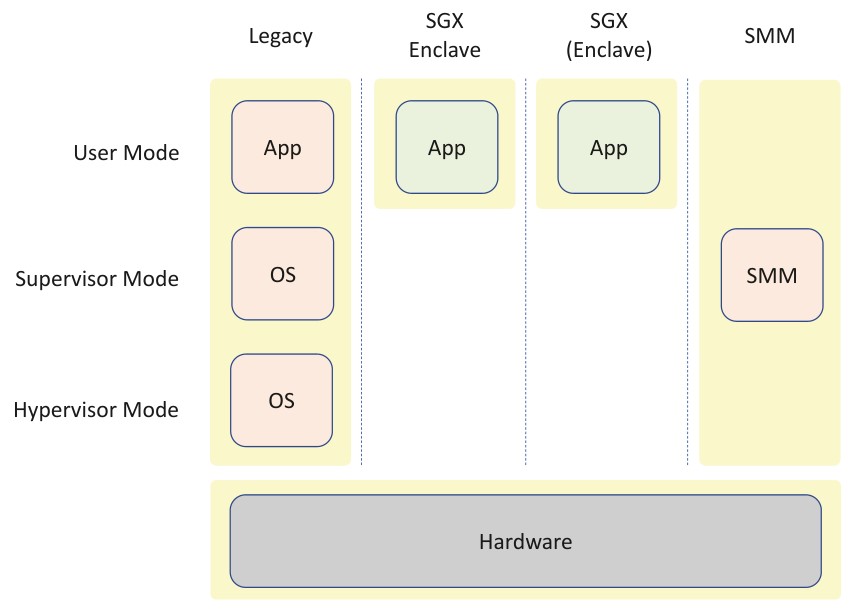 Legacy
SGX
Enclave
SGX
(Enclave)
SMM
User Mode
App
App
App
Supervisor Mode
OS
SMM
Hypervisor Mode
OS
Hardware